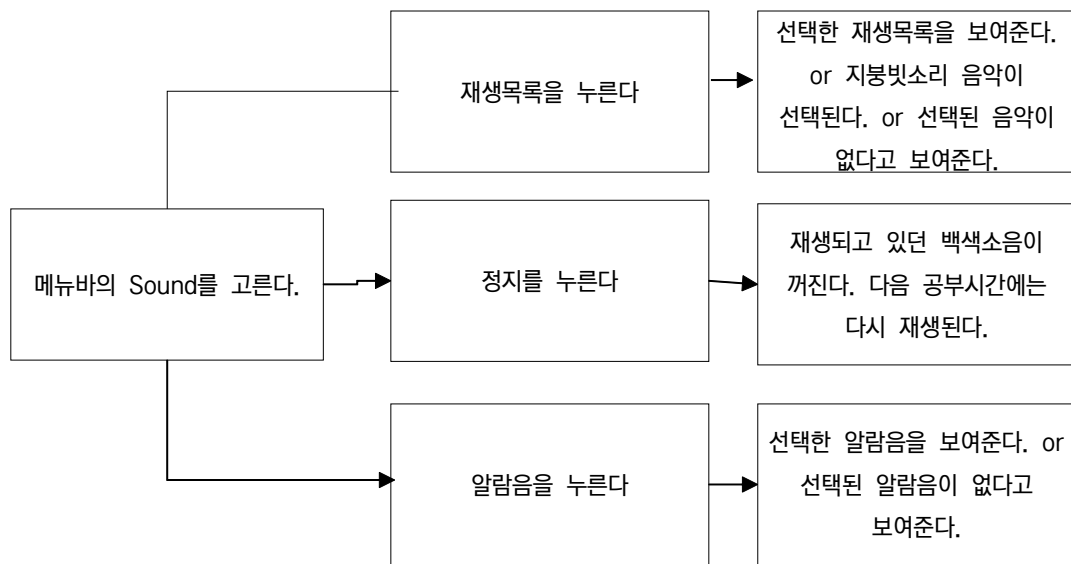 재생목록을 누른다
선택한 재생목록을 보여준다.
or 지붕빗소리 음악이
선택된다. or 선택된 음악이
없다고 보여준다.
메뉴바의 Sound를 고른다.
정지를 누른다
재생되고 있던 백색소음이
꺼진다. 다음 공부시간에는
다시 재생된다.
알람음을 누른다
선택한 알람음을 보여준다. or
선택된 알람음이 없다고
보여준다.